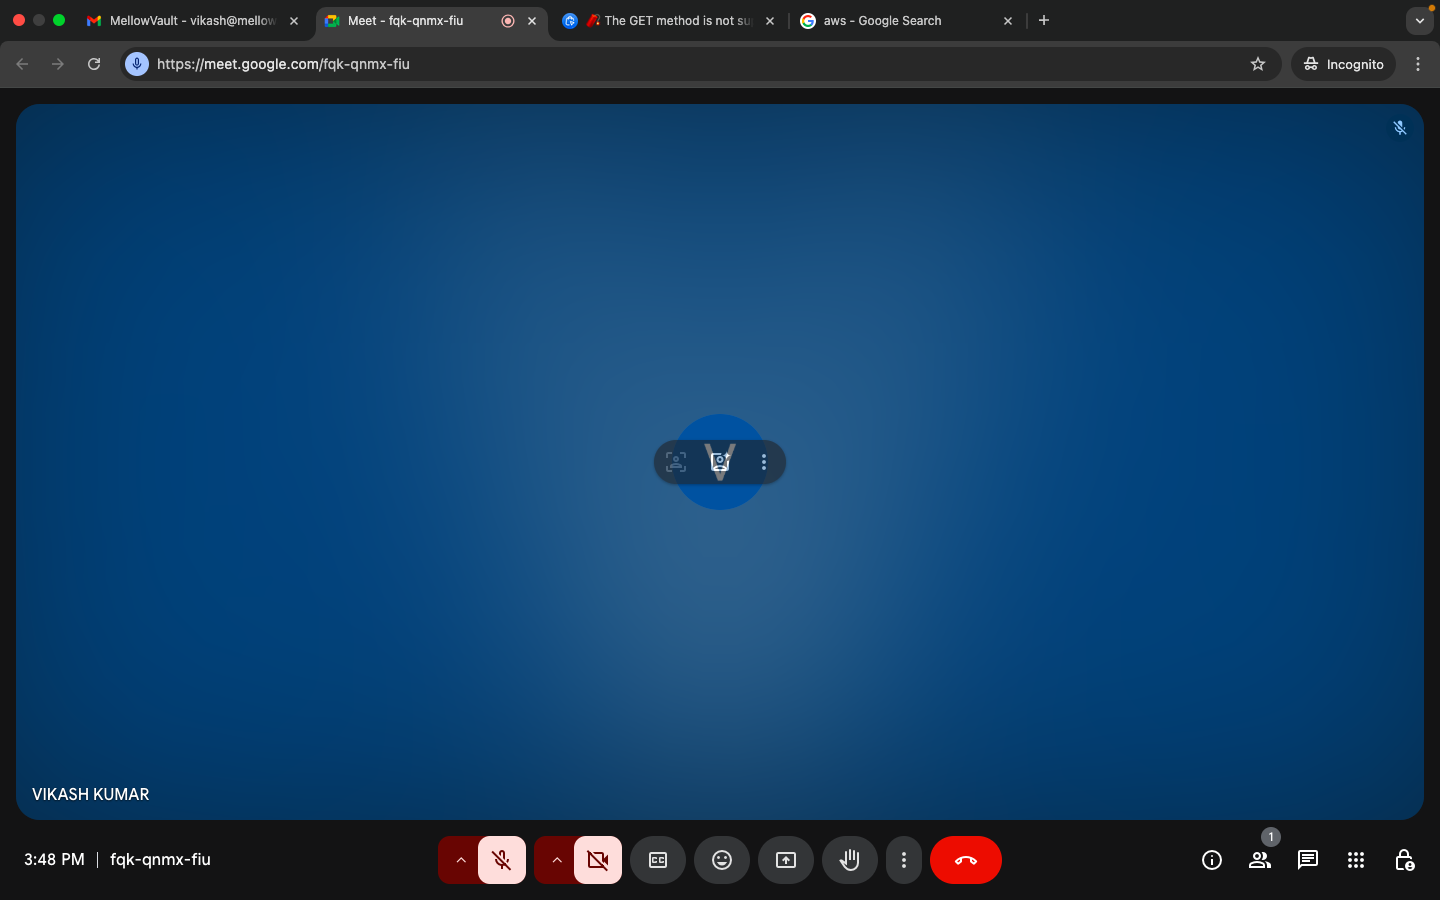 MellowVault - vikash@mellow
Meet - fqk-qnmx-fiu
The GET method is not su
aws - Google Search
https://meet.google.com/fqk-qnmx-fiu
Incognito
V
VIKASH KUMAR
3:48 PM | fqk-qnmx-fiu
CC
1